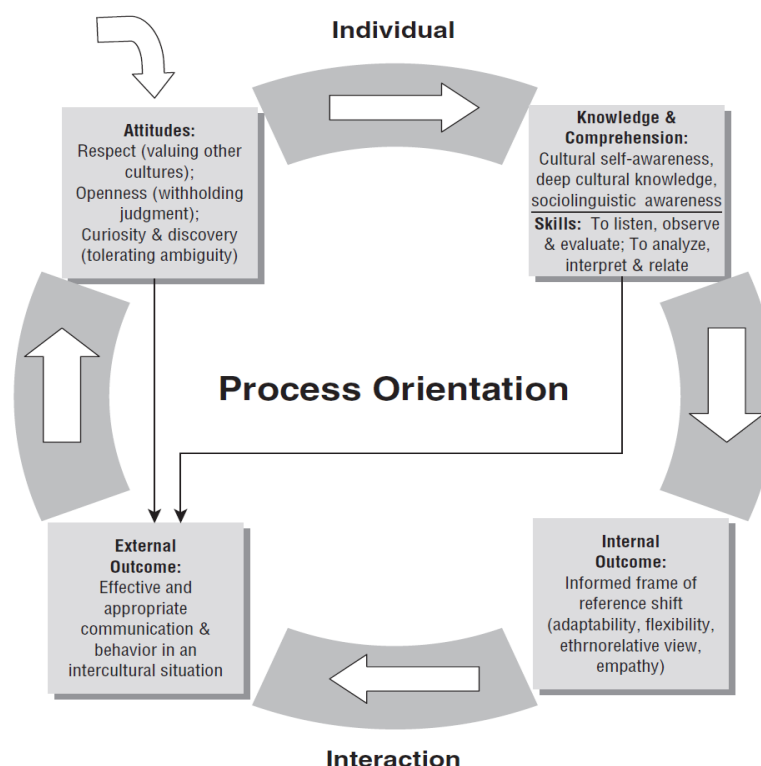 Individual
Attitudes:
Respect (valuing other
cultures);
Openness (withholding
judgment);
Curiosity & discovery
(tolerating ambiguity)
Knowledge &
Comprehension:
Cultural self-awareness,
deep cultural knowledge,
sociolinguistic awareness
Skills: To listen, observe
& evaluate; To analyze,
interpret & relate
Process Orientation
External
Outcome:
Effective and
appropriate
communication &
behavior in an
intercultural situation
Internal
Outcome:
Informed frame of
reference shift
(adaptability, flexibility,
ethrnorelative view,
empathy)
Interaction